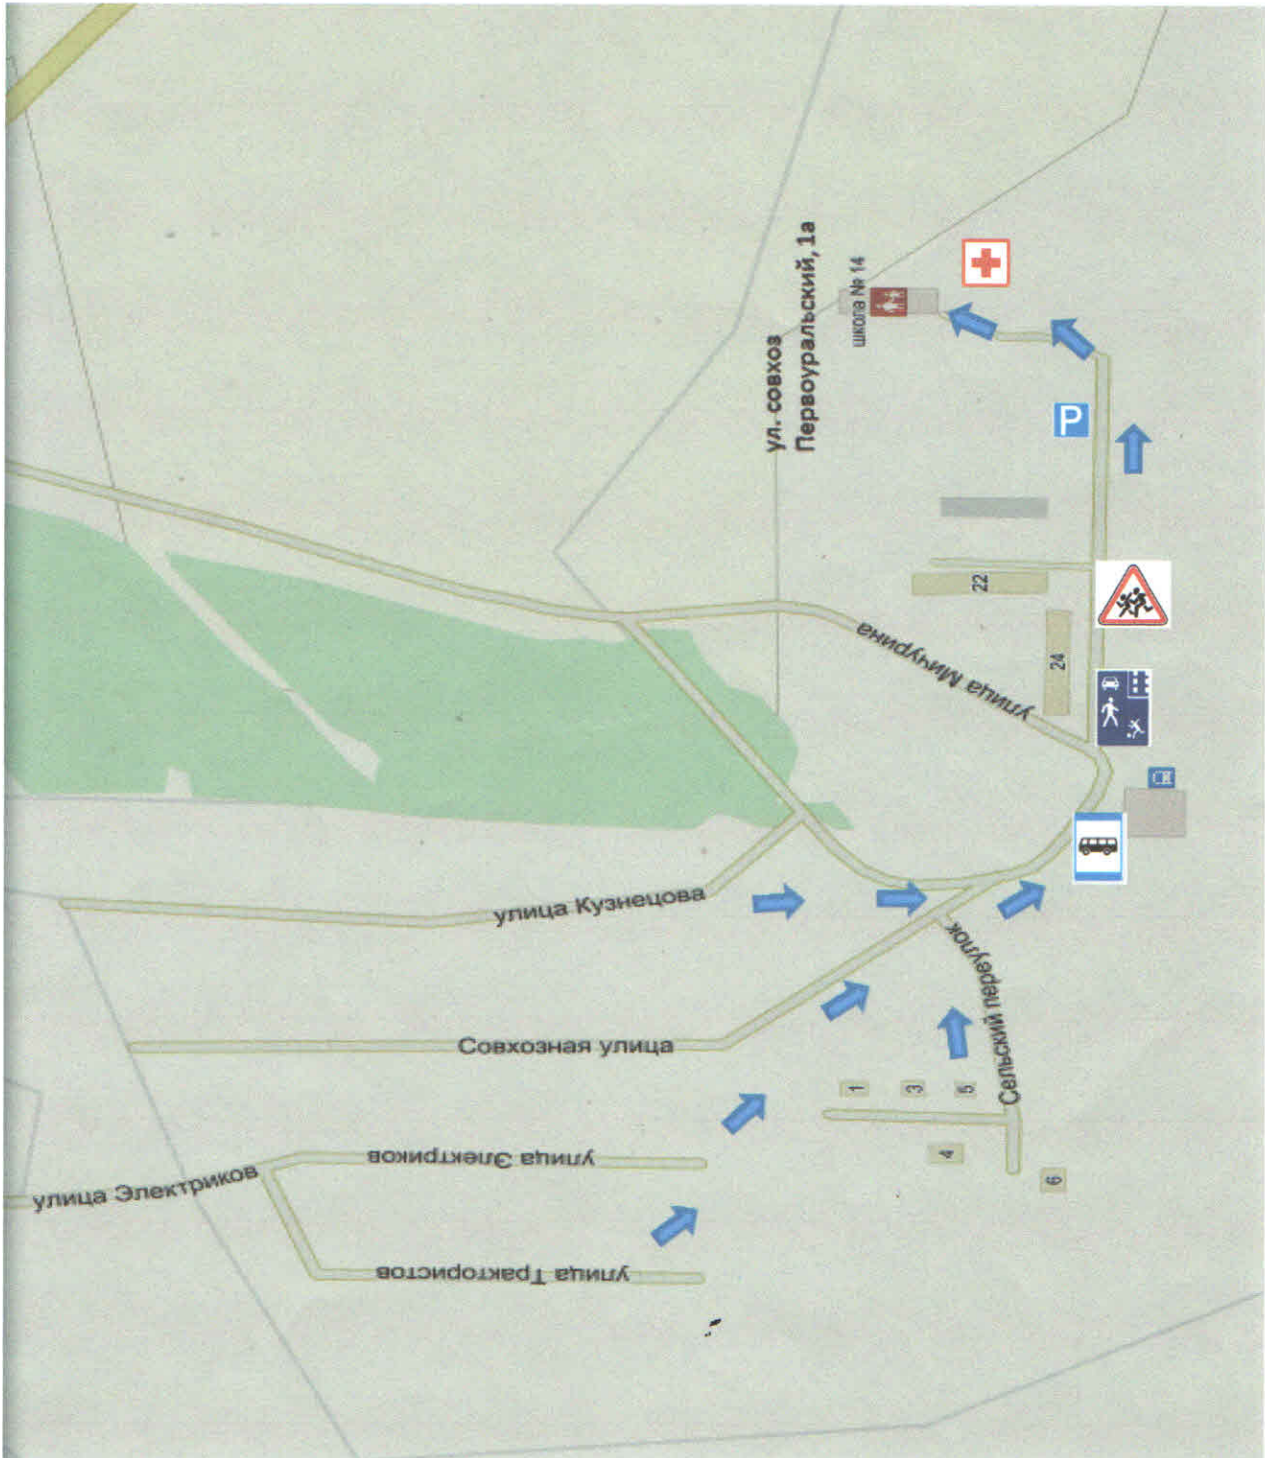 ул. совхоз
Первоуральский, 1а
школа № 14
P
22
24
улица Мичурина
улица Кузнецова
Совхозная улица
Сельский переулок
1
3
5
4
6
улица Электриков
улица Электриков
улица Трактористов